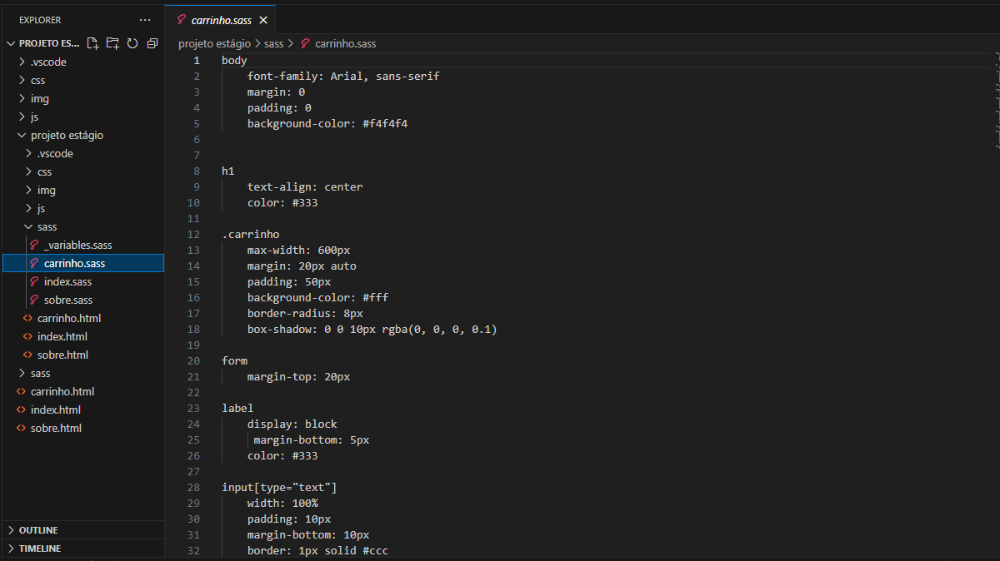 EXPLORER
PROJETO ES...
.vscode
css
img
js
projeto estágio
.vscode
css
img
js
sass
_variables.sass
carrinho.sass
index.sass
sobre.sass
carrinho.html
index.html
sobre.html
sass
carrinho.html
index.html
sobre.html
OUTLINE
TIMELINE
carrinho.sass
projeto estágio > sass > carrinho.sass
1 body
2     font-family: Arial, sans-serif
3     margin: 0
4     padding: 0
5     background-color: #f4f4f4
6
7
8 h1
9     text-align: center
10     color: #333
11
12 .carrinho
13     max-width: 600px
14     margin: 20px auto
15     padding: 50px
16     background-color: #fff
17     border-radius: 8px
18     box-shadow: 0 0 10px rgba(0, 0, 0, 0.1)
19
20 form
21     margin-top: 20px
22
23 label
24     display: block
25      margin-bottom: 5px
26     color: #333
27
28 input[type="text"]
29     width: 100%
30     padding: 10px
31     margin-bottom: 10px
32     border: 1px solid #ccc